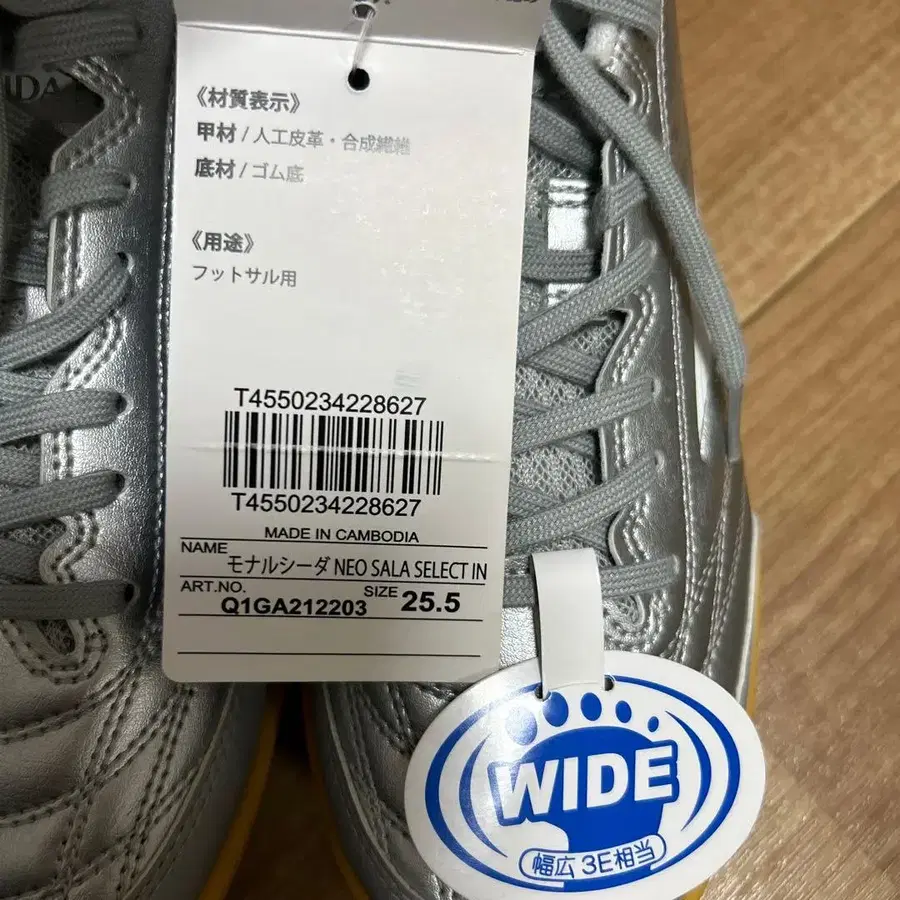 《材質表示》
甲材 / 人工皮革・合成繊維
底材 / ゴム底
《用途》
フットサル用
T4550234228627
T4550234228627
MADE IN CAMBODIA
NAME モナルシーダ NEO SALA SELECT IN
ART.NO. Q1GA212203 SIZE 25.5
WIDE
幅広 3E相当